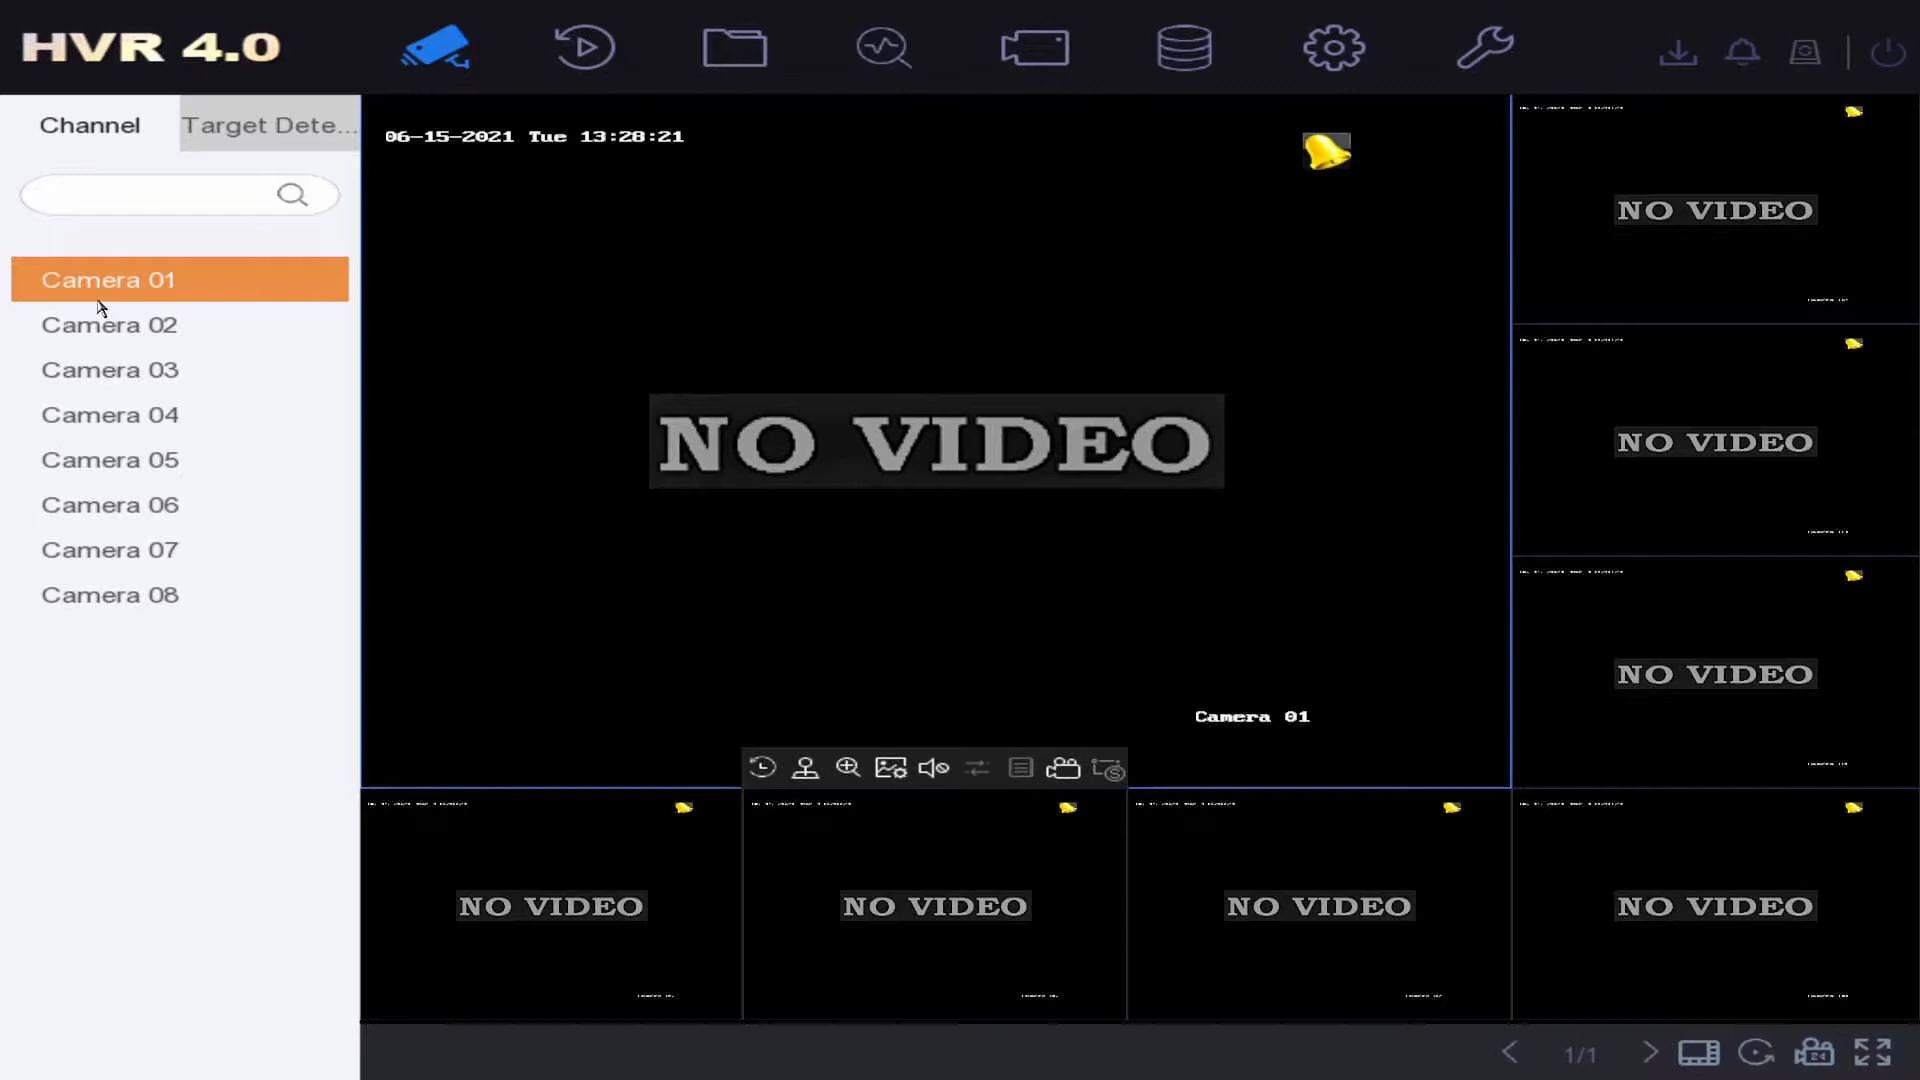 HVR 4.0
Channel
Target Dete...
Camera 01
Camera 02
Camera 03
Camera 04
Camera 05
Camera 06
Camera 07
Camera 08
06-15-2021 Tue 13:28:21
NO VIDEO
Camera 01
NO VIDEO
NO VIDEO
NO VIDEO
NO VIDEO
NO VIDEO
NO VIDEO
NO VIDEO
1/1
24